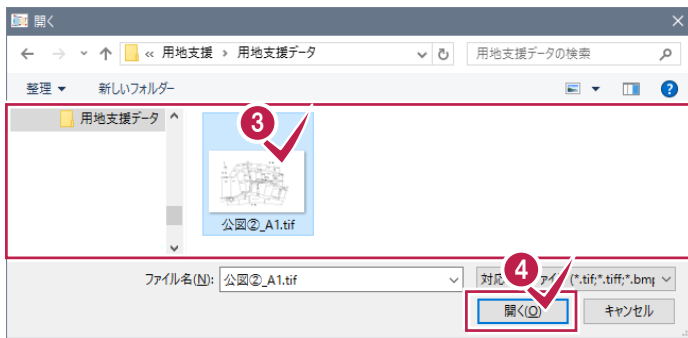 開く
« 用地支援 › 用地支援データ
用地支援データの検索
整理 ▼ 新しいフォルダー
用地支援データ
3
公図②_A1.tif
ファイル名(N): 公図②_A1.tif
(*.tif;*.tiff;*.bm
4
開く(O) キャンセル